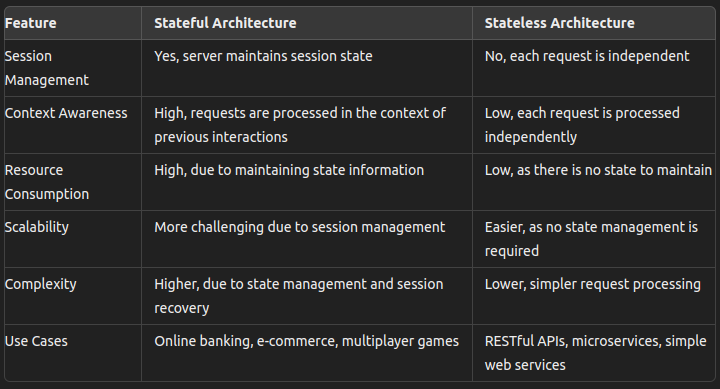 Feature Stateful Architecture Stateless Architecture
Session Management Yes, server maintains session state No, each request is independent
Context Awareness High, requests are processed in the context of previous interactions Low, each request is processed independently
Resource Consumption High, due to maintaining state information Low, as there is no state to maintain
Scalability More challenging due to session management Easier, as no state management is required
Complexity Higher, due to state management and session recovery Lower, simpler request processing
Use Cases Online banking, e-commerce, multiplayer games RESTful APIs, microservices, simple web services